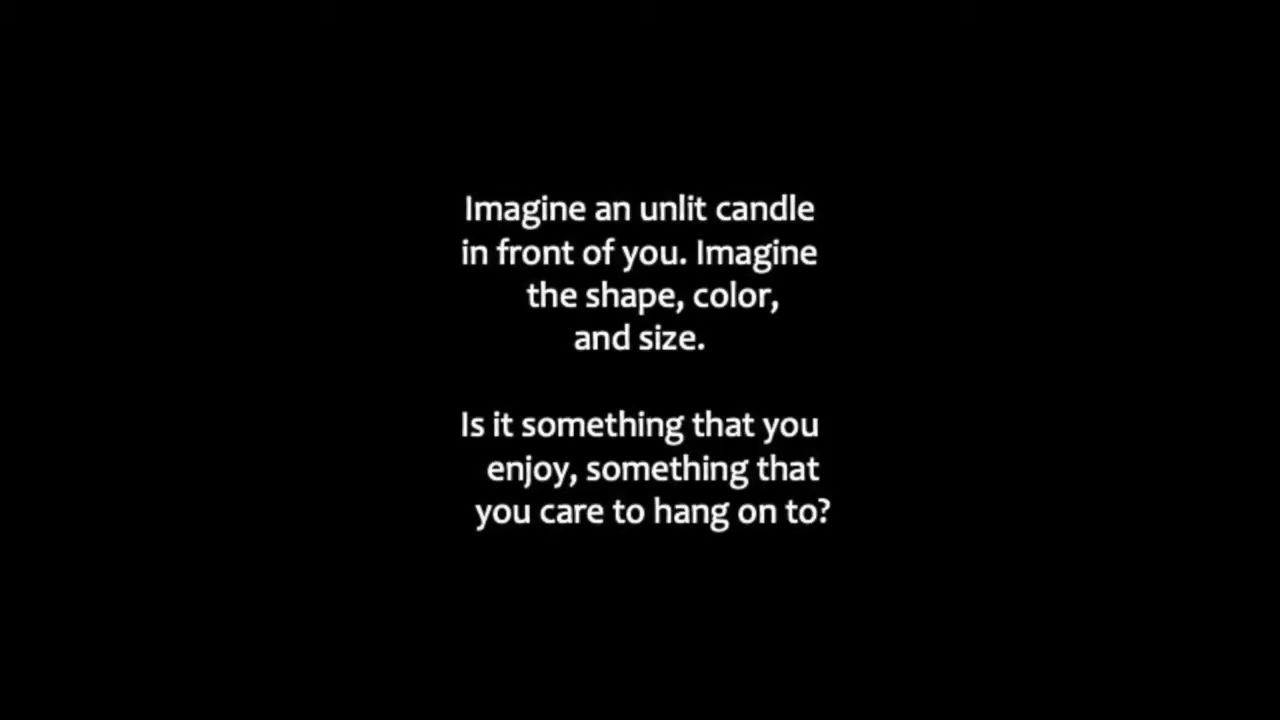 Imagine an unlit candle
in front of you. Imagine
the shape, color,
and size.
Is it something that you
enjoy, something that
you care to hang on to?